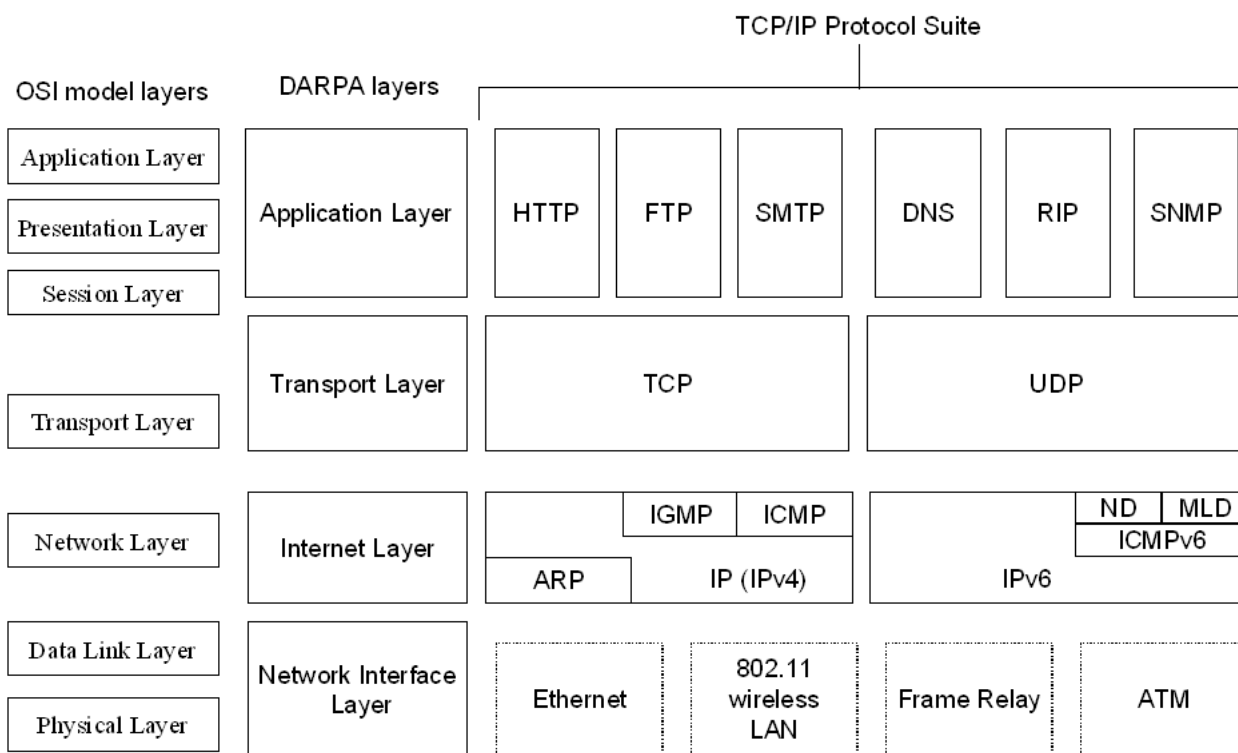 TCP/IP Protocol Suite
OSI model layers
DARPA layers
Application Layer
Presentation Layer
Session Layer
Application Layer
HTTP
FTP
SMTP
DNS
RIP
SNMP
Transport Layer
Transport Layer
TCP
UDP
Network Layer
Internet Layer
IGMP
ICMP
ARP
IP (IPv4)
ND
MLD
ICMPv6
IPv6
Data Link Layer
Physical Layer
Network Interface
Layer
Ethernet
802.11
wireless
LAN
Frame Relay
ATM